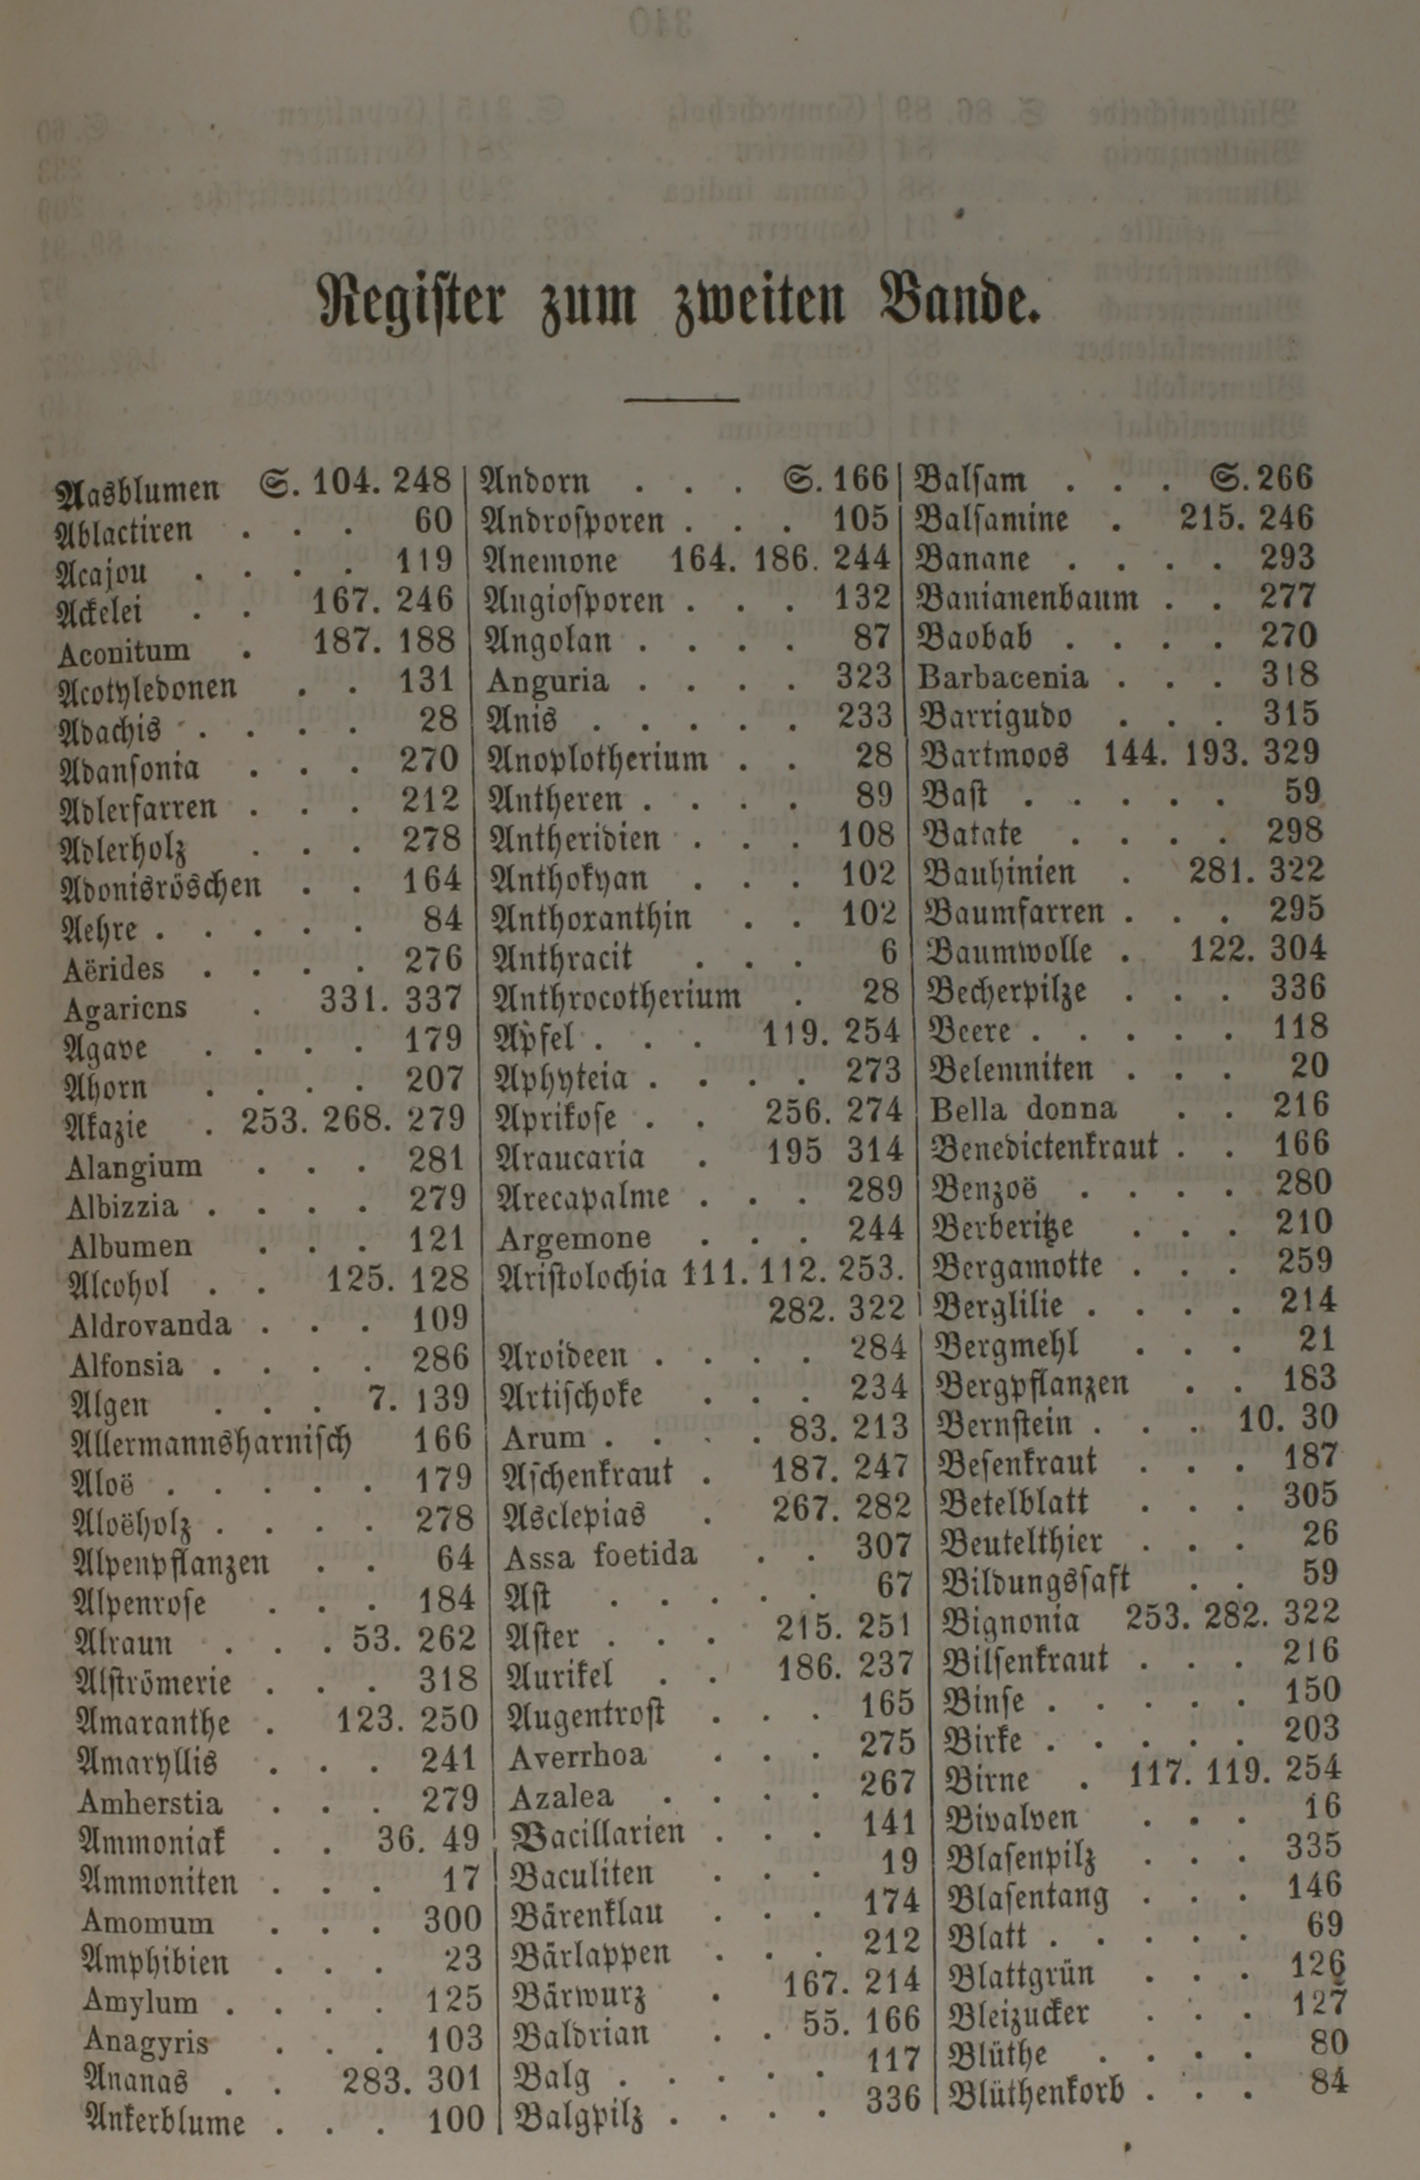 Register zum zweiten Bande.
Aasblumen S. 104. 248
Ablactiren . . . 60
Acajou . . . . 119
Ackelei . . 167. 246
Aconitum . 187. 188
Acotyledonen . . 131
Adachis . . . . 28
Adansonia . . . 270
Adlerfarren . . . 212
Adlerholz . . . 278
Adonisröschen . . 164
Aehre . . . . . 84
Aërides . . . . 276
Agaricns . 331. 337
Agave . . . . 179
Ahorn . . . . 207
Akazie . 253. 268. 279
Alangium . . . 281
Albizzia . . . . 279
Albumen . . . 121
Alcohol . . 125. 128
Aldrovanda . . . 109
Alfonsia . . . . 286
Algen . . . 7. 139
Allermannsharnisch 166
Aloë . . . . . 179
Aloëholz . . . . 278
Alpenpflanzen . . 64
Alpenrose . . . 184
Alraun . . . 53. 262
Alströmerie . . . 318
Amaranthe . 123. 250
Amaryllis . . . 241
Amherstia . . . 279
Ammoniak . . 36. 49
Ammoniten . . . 17
Amomum . . . 300
Amphibien . . . 23
Amylum . . . . 125
Anagyris . . . 103
Ananas . . 283. 301
Ankerblume . . . 100
Andorn . . . S. 166
Androsporen . . . 105
Anemone 164. 186. 244
Angiosporen . . . 132
Angolan . . . . 87
Anguria . . . . 323
Anis . . . . . 233
Anoplotherium . . 28
Antheren . . . . 89
Antheridien . . . 108
Anthokyan . . . 102
Anthoxanthin . . 102
Anthracit . . . 6
Anthrocotherium . 28
Apfel . . . 119. 254
Aphyteia . . . . 273
Aprikose . . 256. 274
Araucaria . 195 314
Arecapalme . . . 289
Argemone . . . 244
Aristolochia 111. 112. 253.
282. 322
Aroideen . . . . 284
Artischoke . . . 234
Arum . . . . 83. 213
Aschenkraut . 187. 247
Asclepias . 267. 282
Assa foetida . . 307
Ast . . . . . 67
Aster . . . 215. 251
Aurikel . . 186. 237
Augentrost . . . 165
Averrhoa . . . 275
Azalea . . . . 267
Bacillarien . . . 141
Baculiten . . . 19
Bärenklau . . . 174
Bärlappen . . . 212
Bärwurz . 167. 214
Baldrian . . 55. 166
Balg . . . . . 117
Balgpilz . . . . 336
Balsam . . . S. 266
Balsamine . 215. 246
Banane . . . . 293
Banianenbaum . . 277
Baobab . . . . 270
Barbacenia . . . 318
Barrigudo . . . 315
Bartmoos 144. 193. 329
Bast . . . . . 59
Batate . . . . 298
Bauhinien . 281. 322
Baumfarren . . . 295
Baumwolle . 122. 304
Becherpilze . . . 336
Beere . . . . . 118
Belemniten . . . 20
Bella donna . . 216
Benedictenkraut . . 166
Benzoë . . . . 280
Berberitze . . . 210
Bergamotte . . . 259
Berglilie . . . . 214
Bergmehl . . . 21
Bergpflanzen . . 183
Bernstein . . . 10. 30
Besenkraut . . . 187
Betelblatt . . . 305
Beutelthier . . . 26
Bildungssaft . . 59
Bignonia 253. 282. 322
Bilsenkraut . . . 216
Binse . . . . . 150
Birke . . . . . 203
Birne . 117. 119. 254
Bivalven . . . 16
Blasenpilz . . . 335
Blasentang . . . 146
Blatt . . . . . 69
Blattgrün . . . 126
Bleizucker . . . 127
Blüthe . . . . 80
Blüthenkorb . . . 84